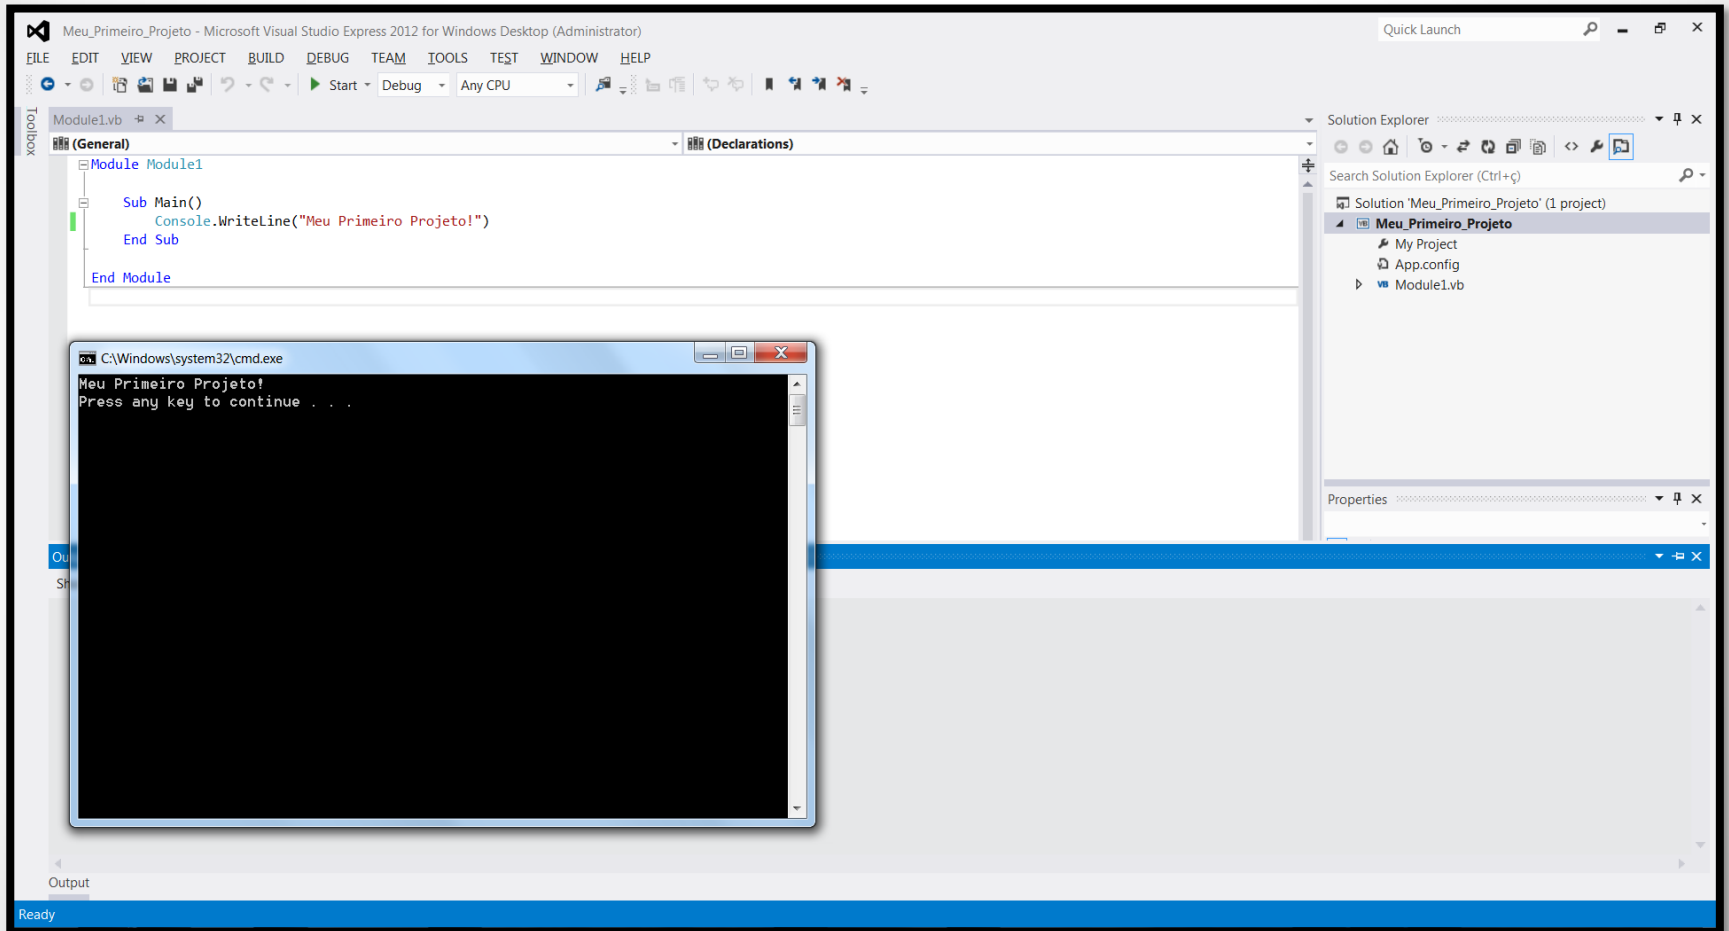 Meu_Primeiro_Projeto - Microsoft Visual Studio Express 2012 for Windows Desktop (Administrator)
Quick Launch
FILE EDIT VIEW PROJECT BUILD DEBUG TEAM TOOLS TEST WINDOW HELP
Start Debug Any CPU
Toolbox
Module1.vb
(General) (Declarations)
Module Module1
Sub Main()
Console.WriteLine("Meu Primeiro Projeto!")
End Sub
End Module
Solution Explorer
Search Solution Explorer (Ctrl+ç)
Solution 'Meu_Primeiro_Projeto' (1 project)
VB Meu_Primeiro_Projeto
My Project
App.config
VB Module1.vb
Properties
C:\Windows\system32\cmd.exe
Meu Primeiro Projeto!
Press any key to continue . . .
Output
Ready